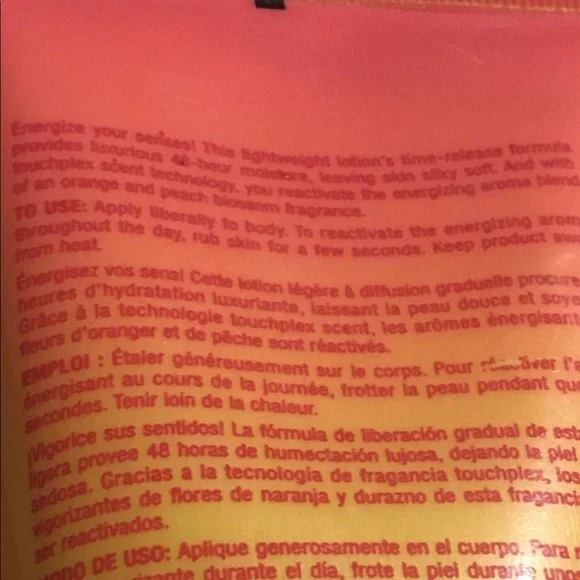 Energize your senses! This lightweight lotion's time-release formula
provides luxurious 48-hour moisture, leaving skin silky soft. And with
touchplex scent technology, you reactivate the energizing aroma blend
of an orange and peach blossom fragrance.
TO USE: Apply liberally to body. To reactivate the energizing arom
throughout the day, rub skin for a few seconds. Keep product aw
from heat.
Énergisez vos sens! Cette lotion légère à diffusion graduelle procure
heures d'hydratation luxuriante, laissant la peau douce et soye
Grâce à la technologie touchplex scent, les arômes énergisant
fleurs d'oranger et de pêche sont réactivés.
EMPLOI : Étaler généreusement sur le corps. Pour réactiver l'a
énergisant au cours de la journée, frotter la peau pendant que
secondes. Tenir loin de la chaleur.
¡Vigorice sus sentidos! La fórmula de liberación gradual de est
ligera provee 48 horas de humectación lujosa, dejando la piel
sedosa. Gracias a la tecnología de fragancia touchplex, los
vigorizantes de flores de naranja y durazno de esta fraganci
ser reactivados.
ODO DE USO: Aplique generosamente en el cuerpo. Para r
izante durante el día, frote la piel durante uno